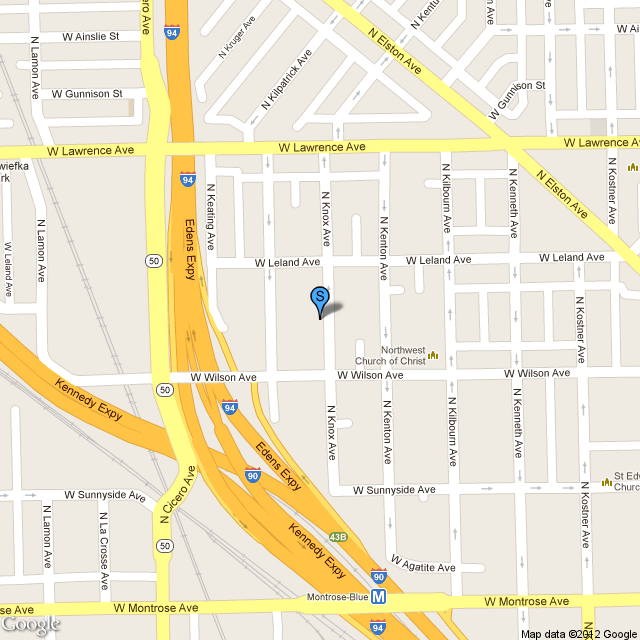 W Ainslie St
N Lamon Ave
W Gunnison St
94
N Kruger Ave
N Kilpatrick Ave
N Elston Ave
W Gunnison St
W Lawrence Ave
W Lawrence Ave
W Lawrence Ave
94
N Keating Ave
N Knox Ave
N Kenton Ave
N Kilbourn Ave
N Kenneth Ave
N Elston Ave
N Kostner Ave
N Lamon Ave
W Leland Ave
Edens Expy
50
W Leland Ave
W Leland Ave
W Leland Ave
S
N Kostner Ave
Northwest
Church of Christ
W Wilson Ave
W Wilson Ave
W Wilson Ave
Kennedy Expy
50
94
N Knox Ave
N Kenton Ave
N Kilbourn Ave
N Kenneth Ave
Edens Expy
90
N Cicero Ave
W Sunnyside Ave
W Sunnyside Ave
N Kostner Ave
N Lamon Ave
N La Crosse Ave
50
Kennedy Expy
43B
W Agatite Ave
90
Montrose-Blue M
W Montrose Ave
W Montrose Ave
94
Google
Map data ©2012 Google